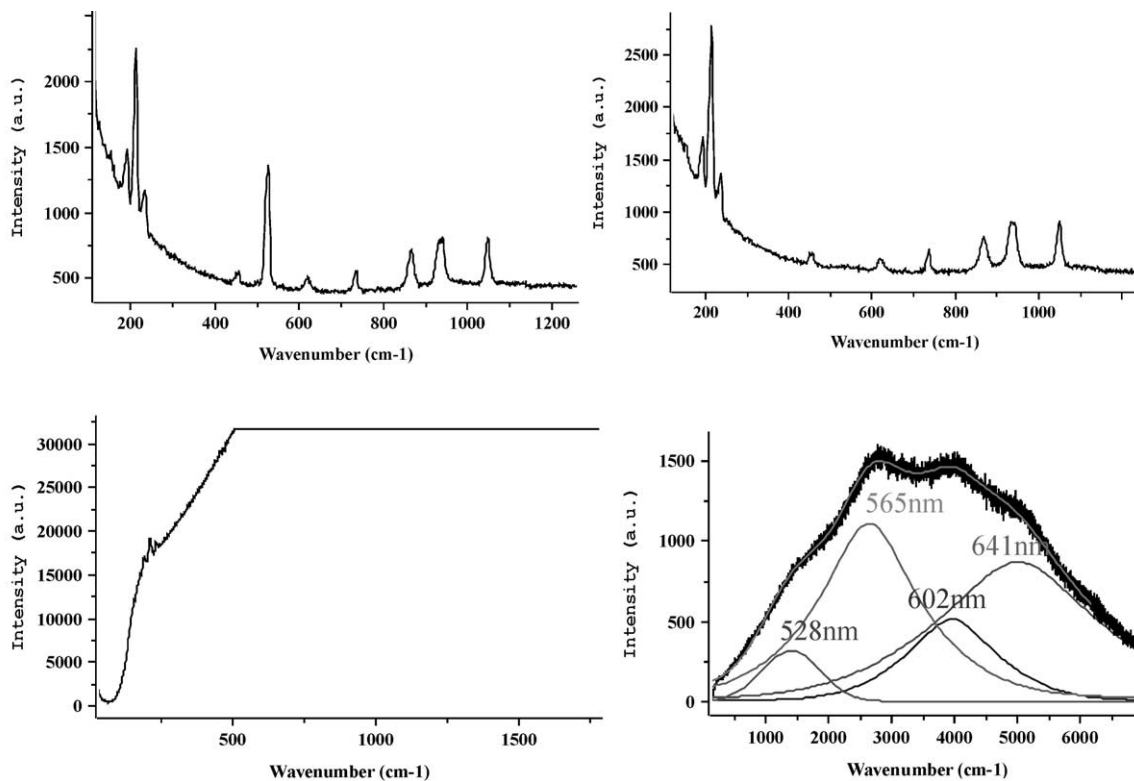 Intensity (a.u.)
2000
1500
1000
500
200 400 600 800 1000 1200
Wavenumber (cm-1)
Intensity (a.u.)
2500
2000
1500
1000
500
200 400 600 800 1000
Wavenumber (cm-1)
Intensity (a.u.)
30000
25000
20000
15000
10000
5000
0
500 1000 1500
Wavenumber (cm-1)
Intensity (a.u.)
1500
1000
500
0
565nm
641nm
602nm
528nm
1000 2000 3000 4000 5000 6000
Wavenumber (cm-1)